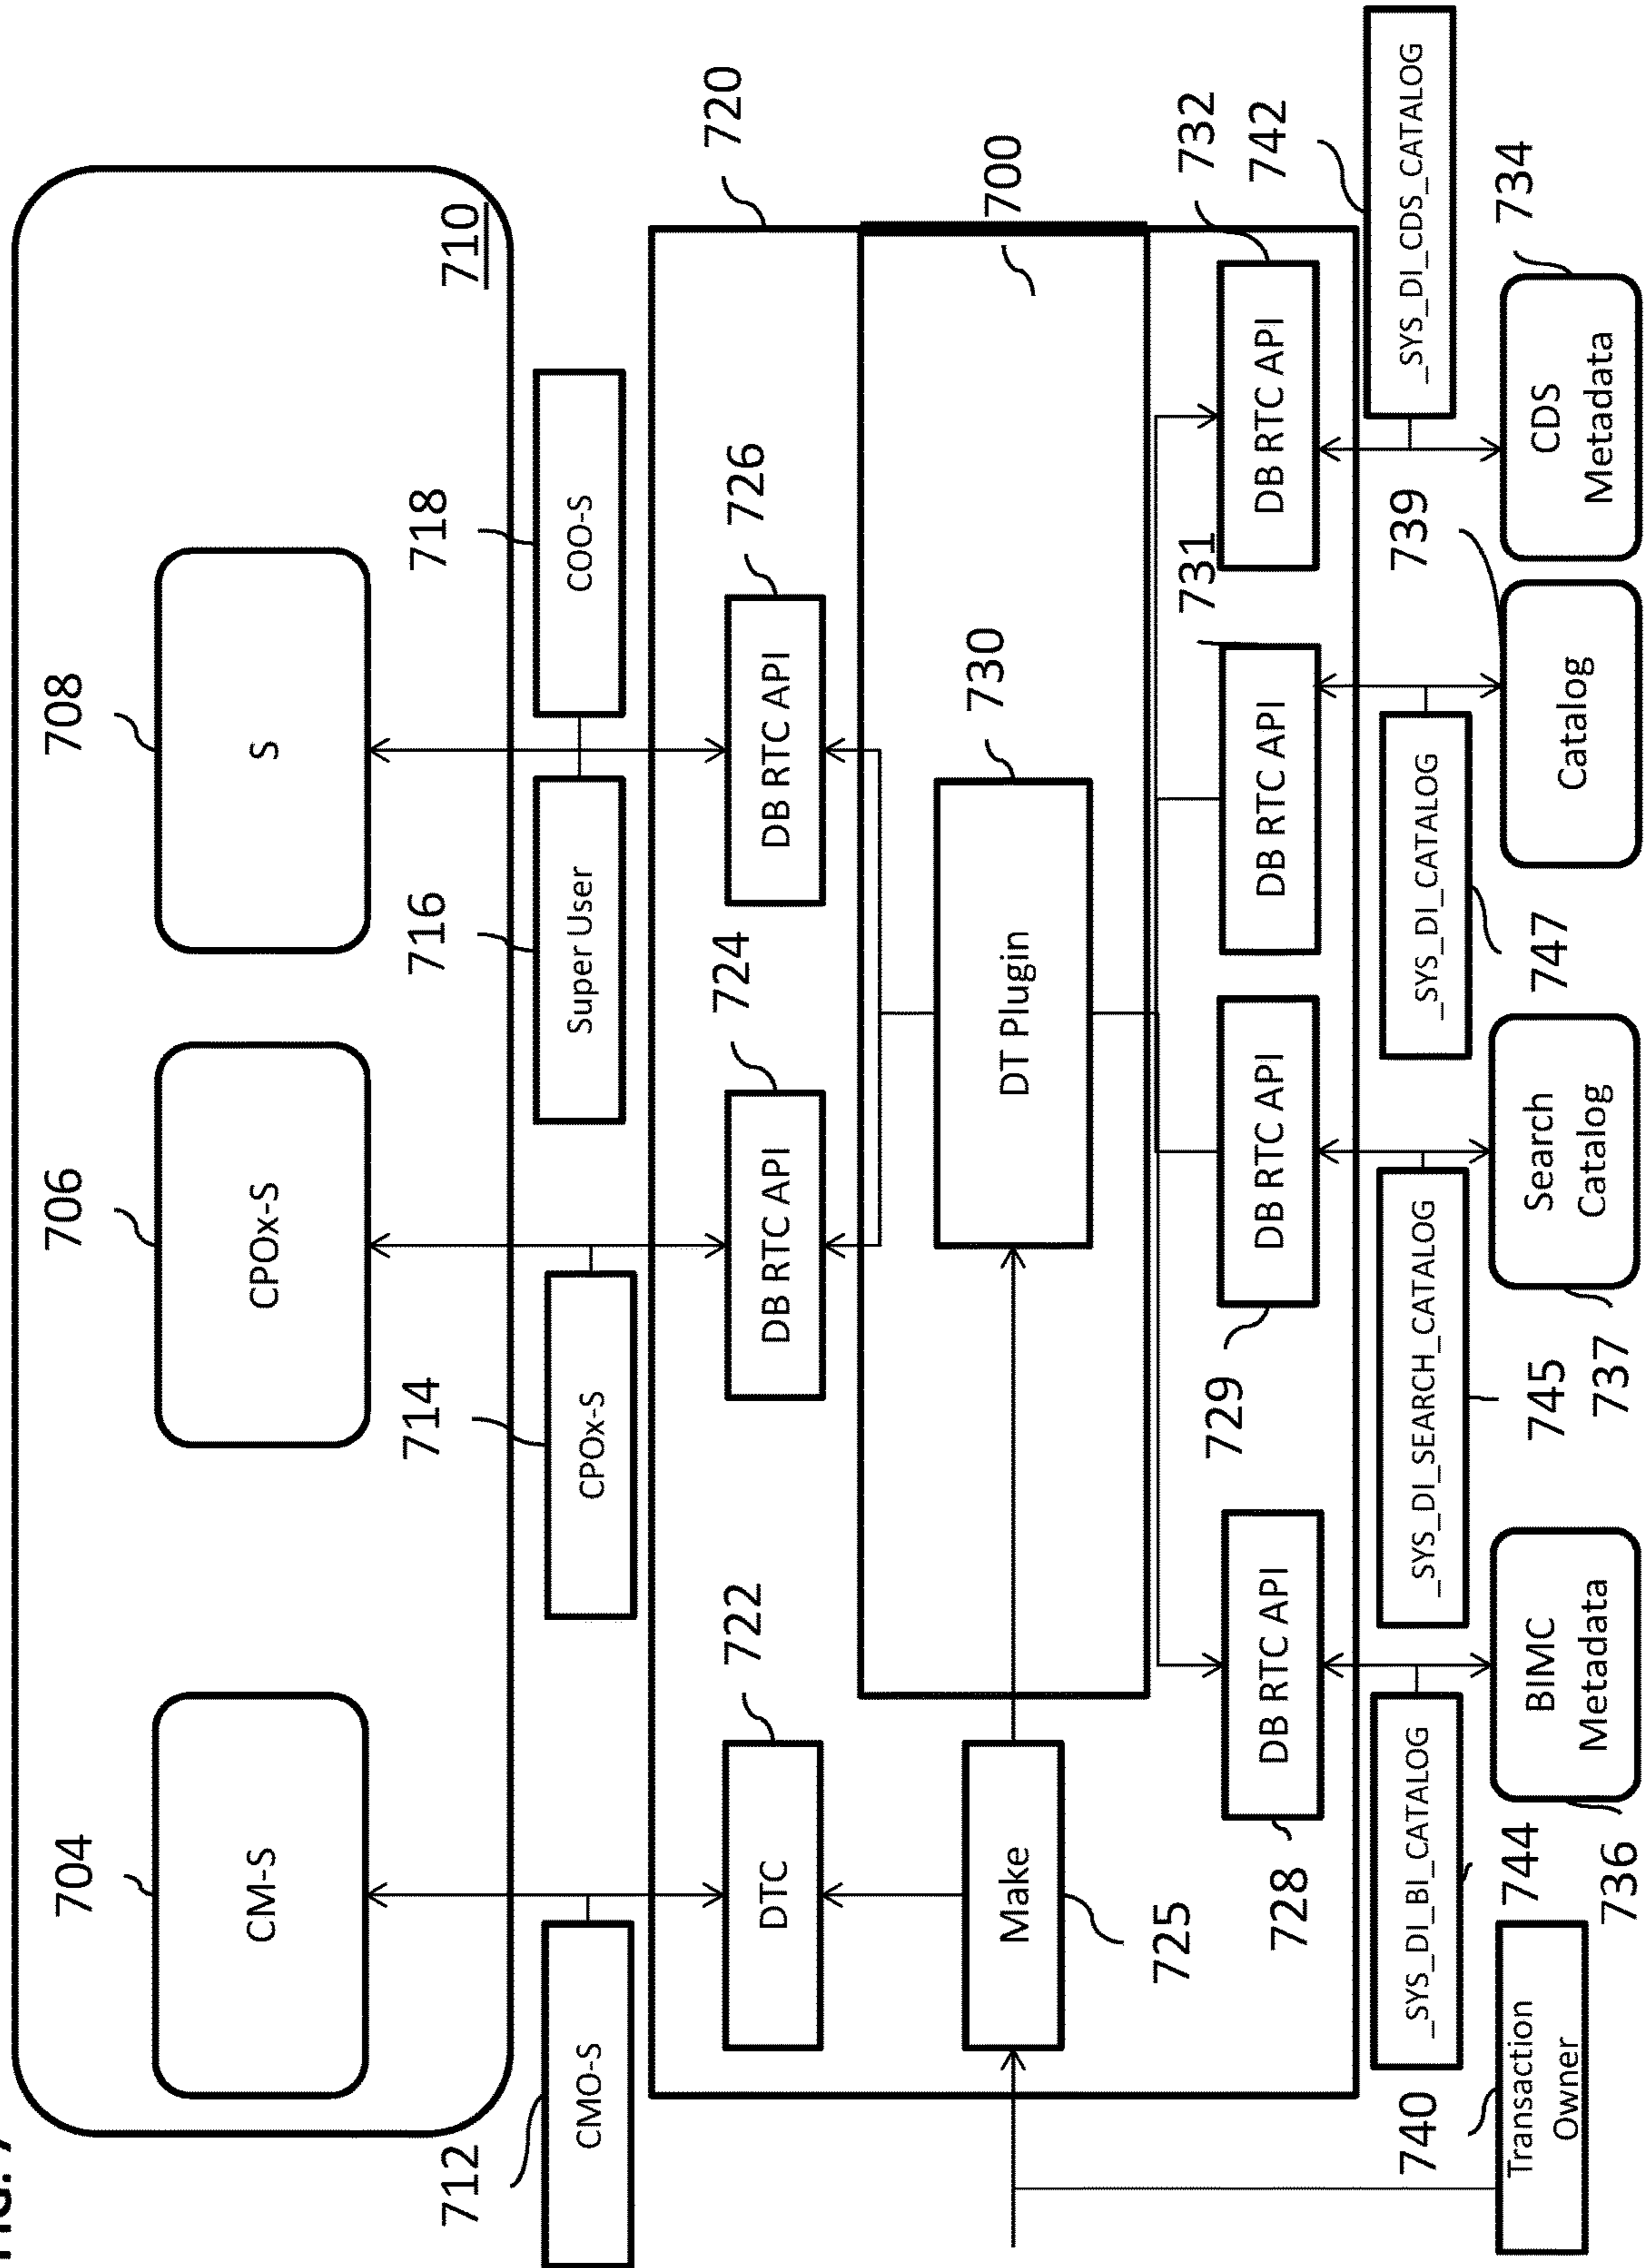 FIG. 7
704
706
708
CM-S
CPOx-S
S
710
712
714
716
718
CMO-S
CPOx-S
Super User
COO-S
720
722
724
726
DTC
DB RTC API
DB RTC API
700
730
Make
DT Plugin
725
728
729
731
732
742
DB RTC API
DB RTC API
DB RTC API
DB RTC API
740
_SYS_DI_BI_CATALOG
_SYS_DI_SEARCH_CATALOG
_SYS_DI_CATALOG
739
_SYS_DI_CDS_CATALOG
744
745
747
734
Transaction
Owner
BIMC
Metadata
Search
Catalog
Catalog
CDS
Metadata
736
737